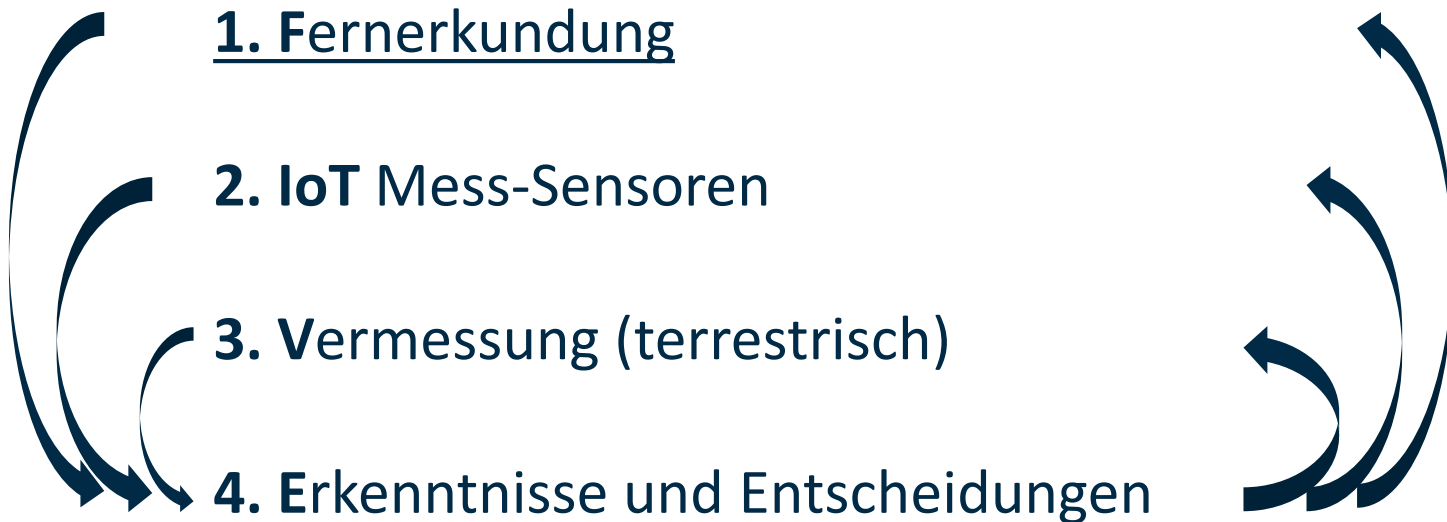 1. Fernerkundung
2. IoT Mess-Sensoren
3. Vermessung (terrestrisch)
4. Erkenntnisse und Entscheidungen